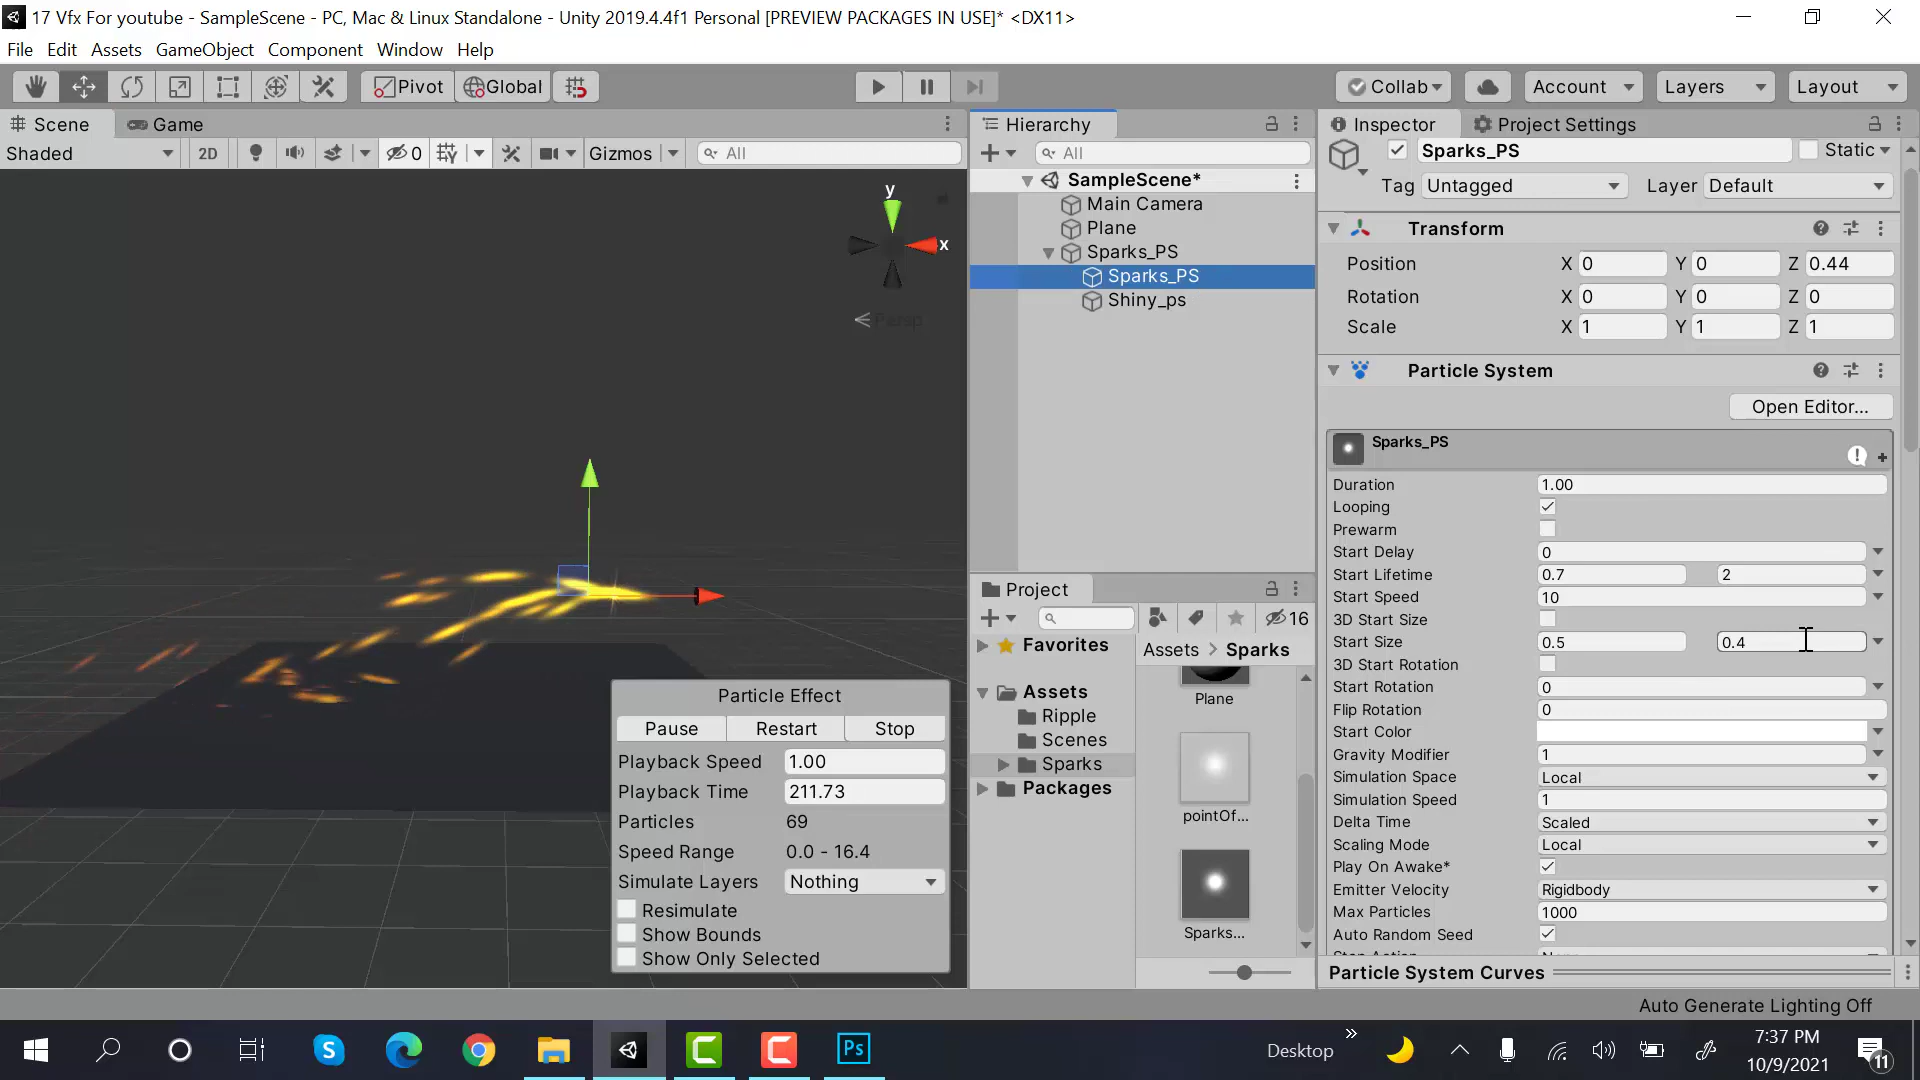 17 Vfx For youtube - SampleScene - PC, Mac & Linux Standalone - Unity 2019.4.4f1 Personal [PREVIEW PACKAGES IN USE]* <DX11>
File Edit Assets GameObject Component Window Help
Pivot Global Collab Account Layers Layout
Scene Game
Shaded 2D 0 Gizmos All
y
x
Persp
Particle Effect
Pause Restart Stop
Playback Speed 1.00
Playback Time 211.73
Particles 69
Speed Range 0.0 - 16.4
Simulate Layers Nothing
Resimulate
Show Bounds
Show Only Selected
Hierarchy
All
SampleScene*
Main Camera
Plane
Sparks_PS
Sparks_PS
Shiny_ps
Project
16
Favorites
Assets
Ripple
Scenes
Sparks
Packages
Assets > Sparks
Plane
pointOf...
Sparks...
Inspector Project Settings
Sparks_PS Static
Tag Untagged Layer Default
Transform
Position X 0 Y 0 Z 0.44
Rotation X 0 Y 0 Z 0
Scale X 1 Y 1 Z 1
Particle System
Open Editor...
Sparks_PS
Duration 1.00
Looping
Prewarm
Start Delay 0
Start Lifetime 0.7 2
Start Speed 10
3D Start Size
Start Size 0.5 0.4
3D Start Rotation
Start Rotation 0
Flip Rotation 0
Start Color
Gravity Modifier 1
Simulation Space Local
Simulation Speed 1
Delta Time Scaled
Scaling Mode Local
Play On Awake*
Emitter Velocity Rigidbody
Max Particles 1000
Auto Random Seed
Particle System Curves
Auto Generate Lighting Off
S Ps Desktop 7:37 PM
10/9/2021 11